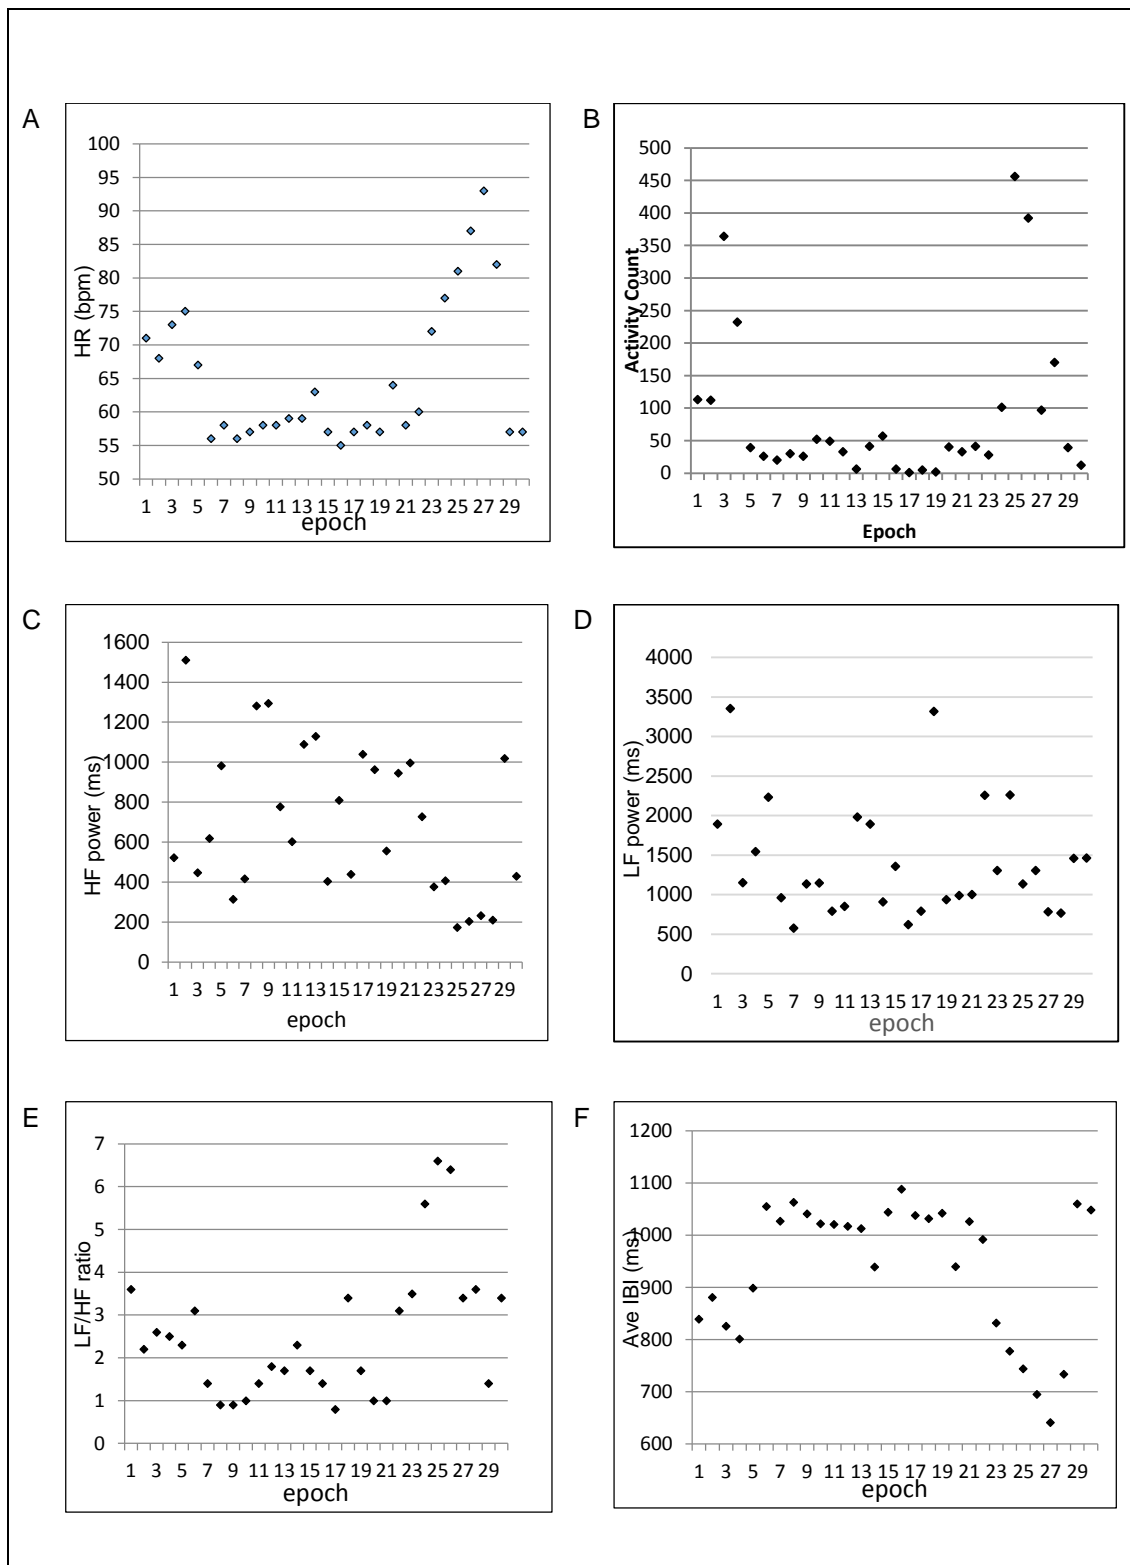 A
100
95
90
85
80
75
70
65
60
55
50
HR (bpm)
1 3 5 7 9 11 13 15 17 19 21 23 25 27 29
epoch
B
500
450
400
350
300
250
200
150
100
50
0
Activity Count
1 3 5 7 9 11 13 15 17 19 21 23 25 27 29
Epoch
C
1600
1400
1200
1000
800
600
400
200
0
HF power (ms)
1 3 5 7 9 11 13 15 17 19 21 23 25 27 29
epoch
D
4000
3500
3000
2500
2000
1500
1000
500
0
LF power (ms)
1 3 5 7 9 11 13 15 17 19 21 23 25 27 29
epoch
E
7
6
5
4
3
2
1
0
LF/HF ratio
1 3 5 7 9 11 13 15 17 19 21 23 25 27 29
epoch
F
1200
1100
1000
900
800
700
600
Ave IBI (ms)
1 3 5 7 9 11 13 15 17 19 21 23 25 27 29
epoch